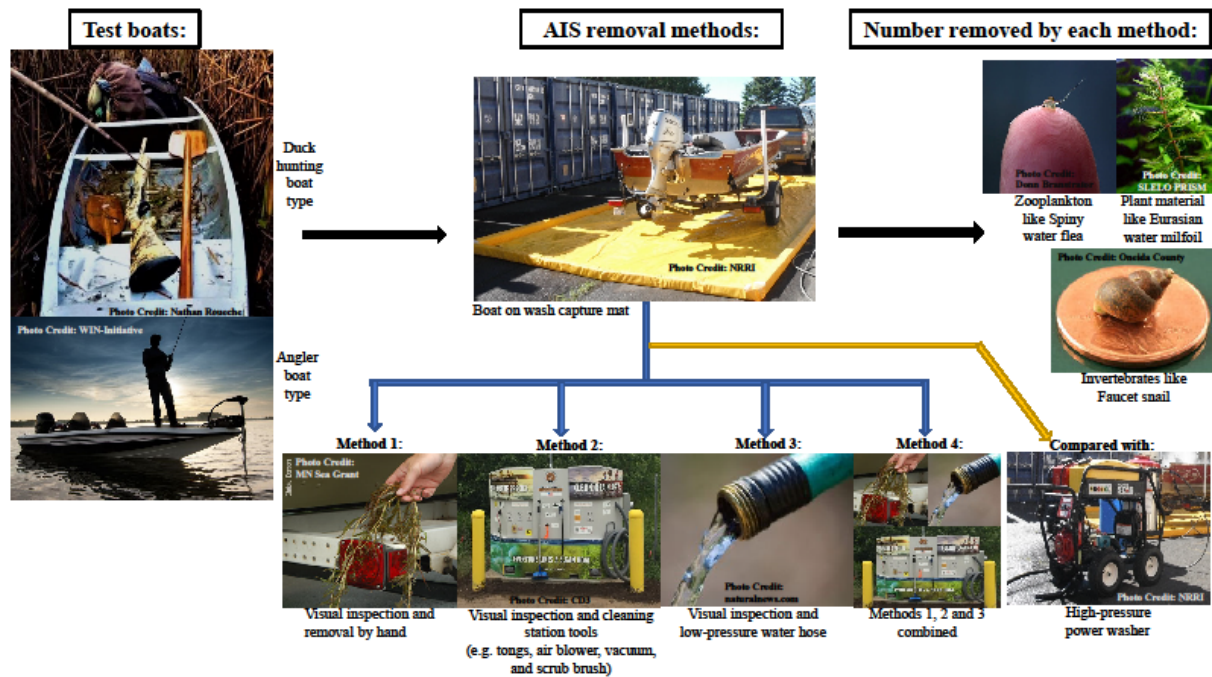 Test boats:
AIS removal methods:
Number removed by each method:
Photo Credit: Nathan Roueche
Photo Credit: WIN-Initiative
Duck
hunting
boat
type
Angler
boat
type
Photo Credit: NRRI
Boat on wash capture mat
Photo Credit:
Photo Credit:
SLELO PRISM
Zooplankton
like Spiny
water flea
Plant material
like Eurasian
water milfoil
Photo Credit: Oneida County
Invertebrates like
Faucet snail
Method 1:
Photo Credit:
MN Sea Grant
Visual inspection and
removal by hand
Method 2:
Photo Credit: CD3
Visual inspection and cleaning
station tools
(e.g. tongs, air blower, vacuum,
and scrub brush)
Method 3:
Photo Credit:
naturalnews.com
Visual inspection and
low-pressure water hose
Method 4:
Methods 1, 2 and 3
combined
Compared with:
Photo Credit: NRRI
High-pressure
power washer